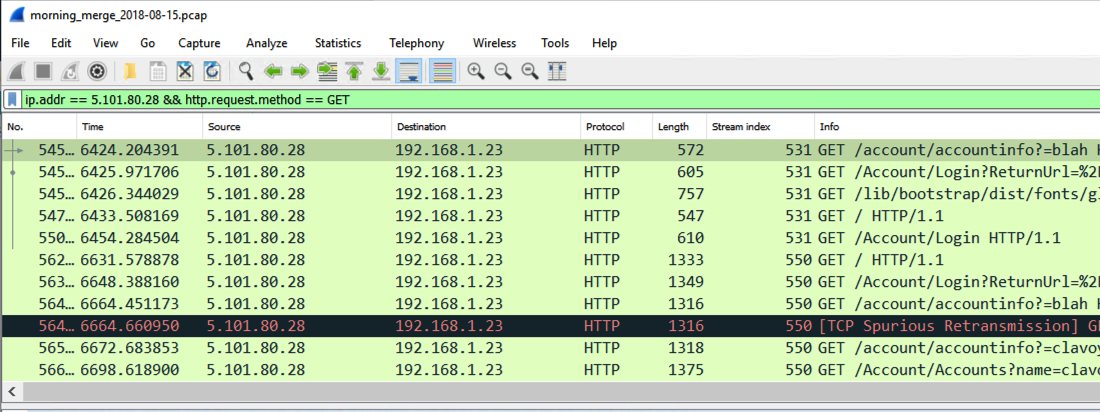 morning_merge_2018-08-15.pcap
File Edit View Go Capture Analyze Statistics Telephony Wireless Tools Help
ip.addr == 5.101.80.28 && http.request.method == GET
No. Time Source Destination Protocol Length Stream index Info
545… 6424.204391 5.101.80.28 192.168.1.23 HTTP 572 531 GET /account/accountinfo?=blah
545… 6425.971706 5.101.80.28 192.168.1.23 HTTP 605 531 GET /Account/Login?ReturnUrl=%2
545… 6426.344029 5.101.80.28 192.168.1.23 HTTP 757 531 GET /lib/bootstrap/dist/fonts/gl
547… 6433.508169 5.101.80.28 192.168.1.23 HTTP 547 531 GET / HTTP/1.1
550… 6454.284504 5.101.80.28 192.168.1.23 HTTP 610 531 GET /Account/Login HTTP/1.1
562… 6631.578878 5.101.80.28 192.168.1.23 HTTP 1333 550 GET / HTTP/1.1
563… 6648.388160 5.101.80.28 192.168.1.23 HTTP 1349 550 GET /Account/Login?ReturnUrl=%2
564… 6664.451173 5.101.80.28 192.168.1.23 HTTP 1316 550 GET /account/accountinfo?=blah
564… 6664.660950 5.101.80.28 192.168.1.23 HTTP 1316 550 [TCP Spurious Retransmission] G
565… 6672.683853 5.101.80.28 192.168.1.23 HTTP 1318 550 GET /account/accountinfo?=clavoy
566… 6698.618900 5.101.80.28 192.168.1.23 HTTP 1375 550 GET /Account/Accounts?name=clavo